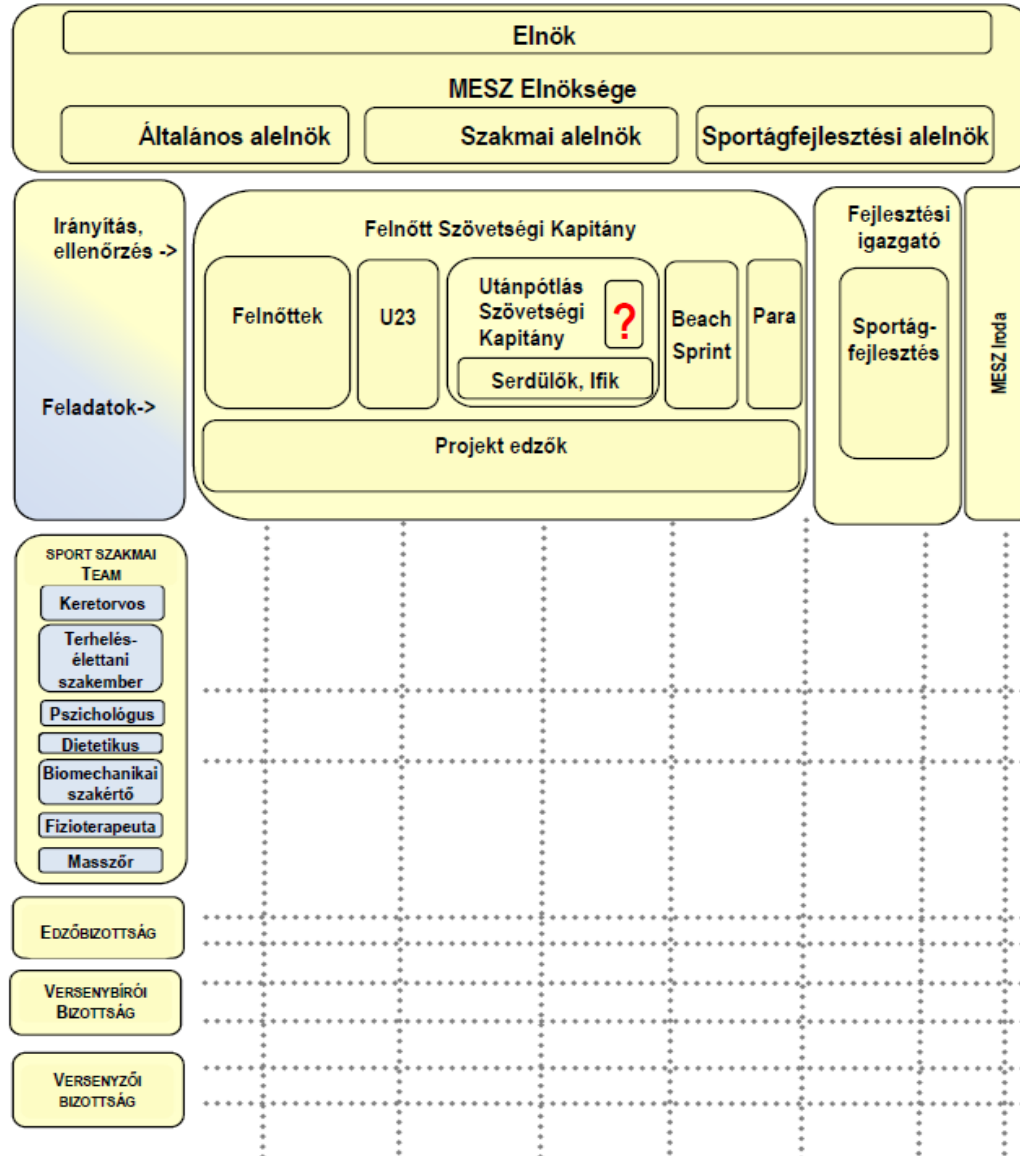 Elnök
MESZ Elnöksége
Általános alelnök
Szakmai alelnök
Sportágfejlesztési alelnök
Irányítás,
ellenőrzés ->
Feladatok->
Felnőtt Szövetségi Kapitány
Felnőttek
U23
Utánpótlás
Szövetségi
Kapitány
?
Serdülők, Ifik
Beach
Sprint
Para
Projekt edzők
Fejlesztési
igazgató
Sportág-
fejlesztés
MESZ Iroda
SPORT SZAKMAI
TEAM
Keretorvos
Terhelés-
élettani
szakember
Pszichológus
Dietetikus
Biomechanikai
szakértő
Fizioterapeuta
Masszőr
EDZŐBIZOTTSÁG
VERSENYBÍRÓI
BIZOTTSÁG
VERSENYZŐI
BIZOTTSÁG